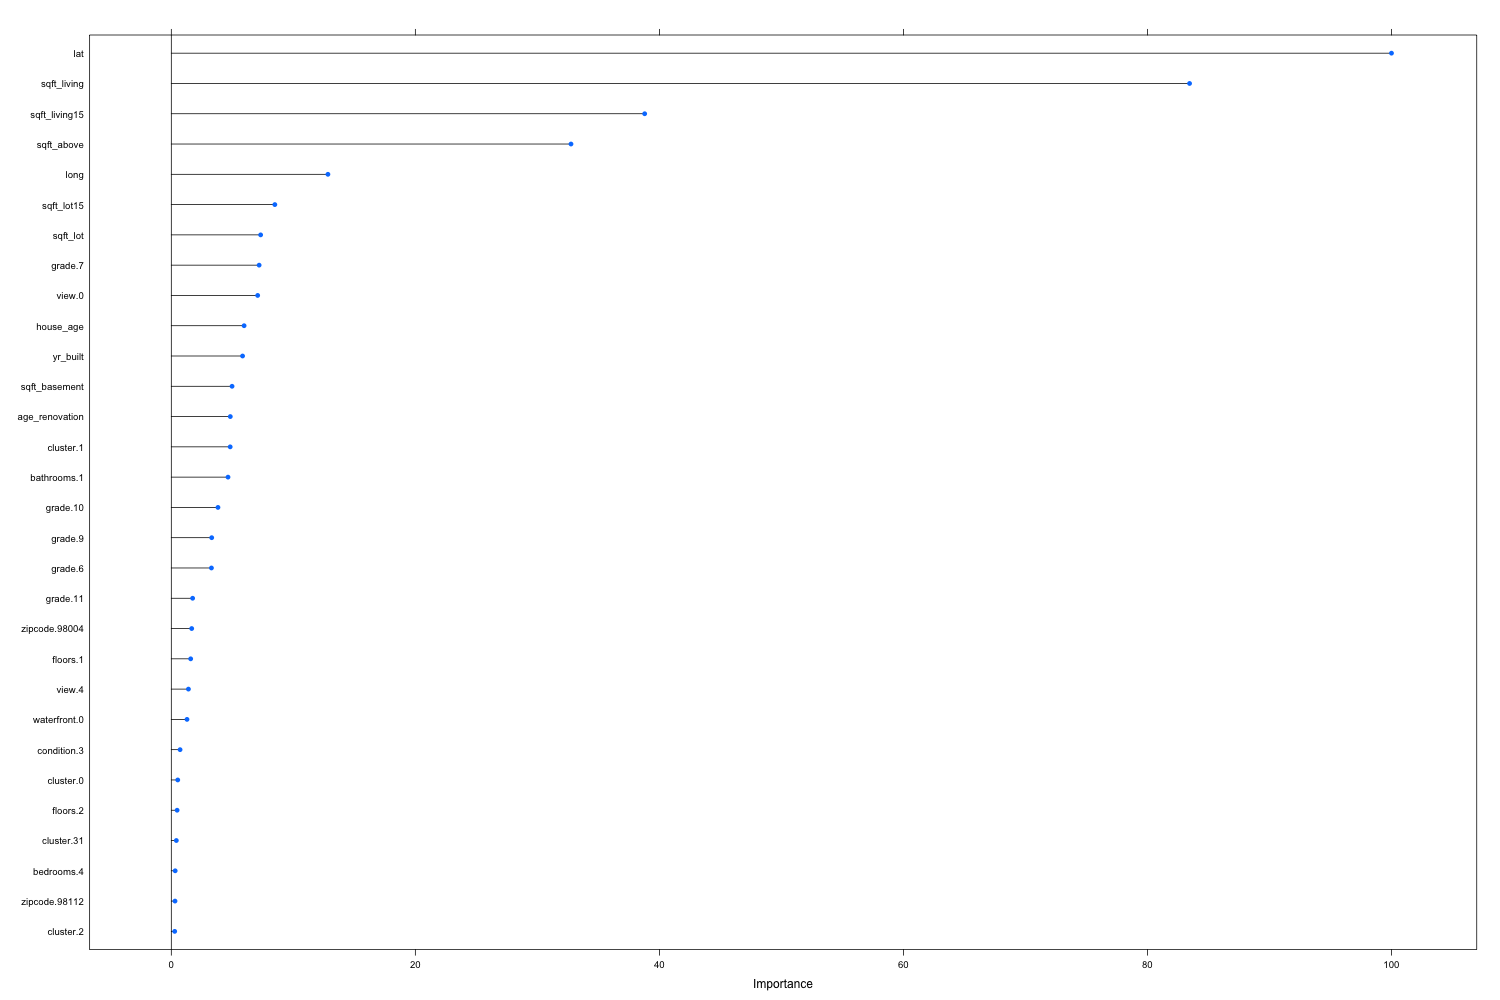 lat
sqft_living
sqft_living15
sqft_above
long
sqft_lot15
sqft_lot
grade.7
view.0
house_age
yr_built
sqft_basement
age_renovation
cluster.1
bathrooms.1
grade.10
grade.9
grade.6
grade.11
zipcode.98004
floors.1
view.4
waterfront.0
condition.3
cluster.0
floors.2
cluster.31
bedrooms.4
zipcode.98112
cluster.2
0 20 40 60 80 100
Importance